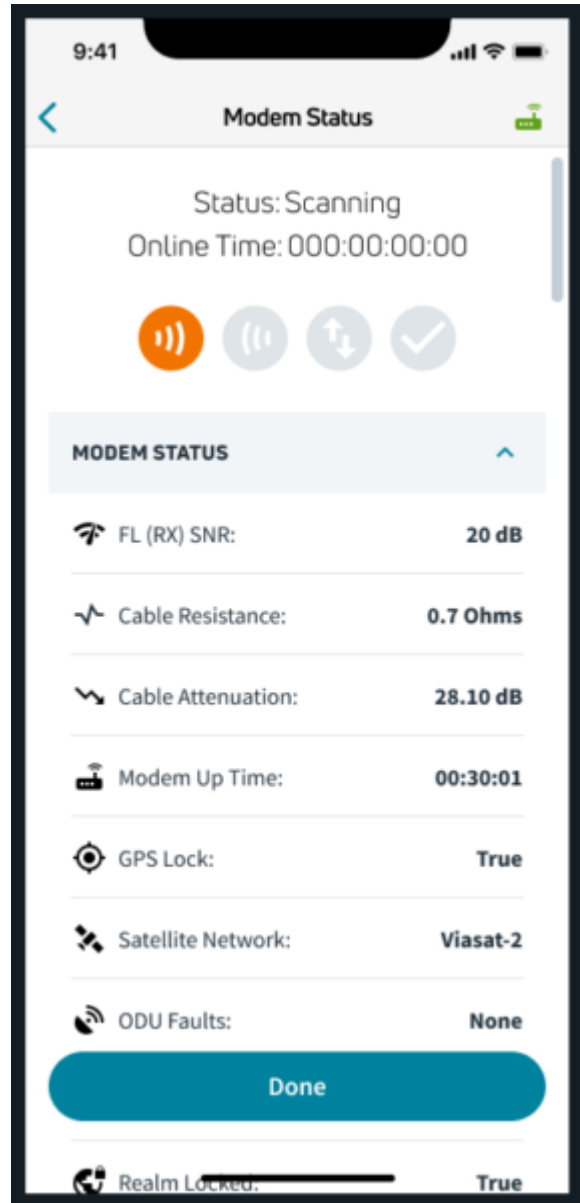 9:41
Modem Status
Status: Scanning
Online Time: 000:00:00:00
MODEM STATUS
FL (RX) SNR: 20 dB
Cable Resistance: 0.7 Ohms
Cable Attenuation: 28.10 dB
Modem Up Time: 00:30:01
GPS Lock: True
Satellite Network: Viasat-2
ODU Faults: None
Done
Realm Locked: True